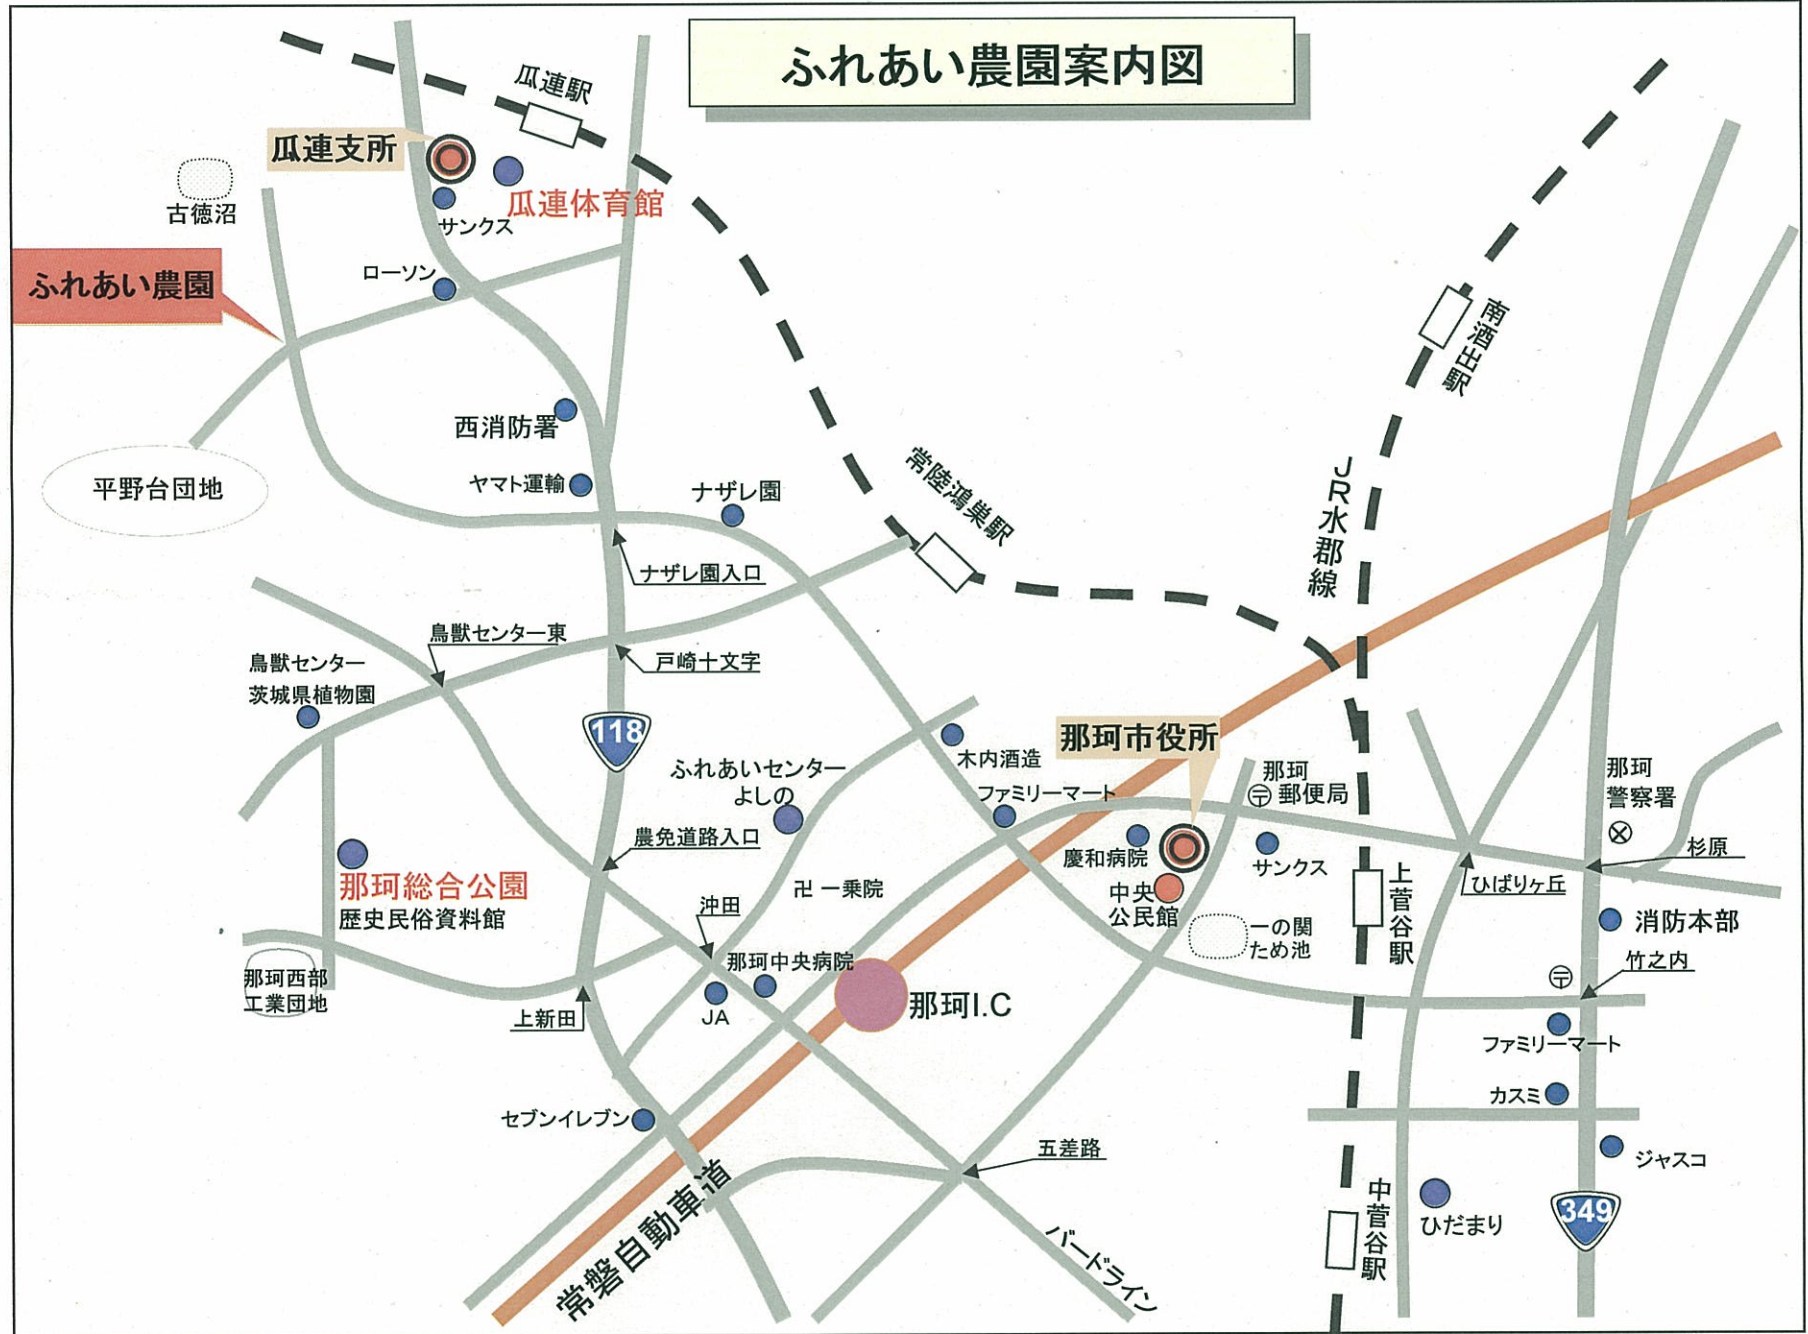 ふれあい農園案内図
瓜連駅
瓜連支所
古徳沼
サンクス
瓜連体育館
ふれあい農園
ローソン
南酒出駅
西消防署
平野台団地
ヤマト運輸
ナザレ園
常陸鴻巣駅
JR水郡線
ナザレ園入口
鳥獣センター東
戸崎十文字
鳥獣センター
茨城県植物園
118
ふれあいセンター
よしの
木内酒造
那珂市役所
ファミリーマート
那珂
〒郵便局
那珂
警察署
農免道路入口
慶和病院
サンクス
杉原
ひばりヶ丘
那珂総合公園
歴史民俗資料館
卍 一乗院
中央
公民館
上菅谷駅
沖田
一の関
ため池
消防本部
那珂中央病院
竹之内
〒
那珂西部
工業団地
上新田
JA
那珂I.C
ファミリーマート
カスミ
セブンイレブン
五差路
ジャスコ
常磐自動車道
バードライン
中菅谷駅
ひだまり
349